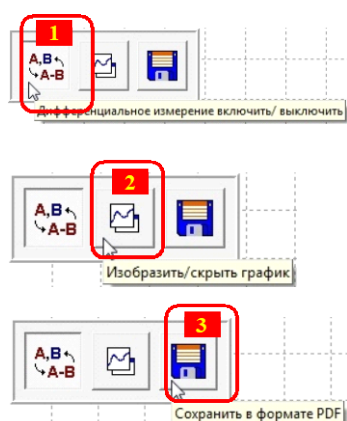 1
A,B
A-B
Дифференциальное измерение включить/ выключить
2
A,B
A-B
Изобразить/скрыть график
3
A,B
A-B
Сохранить в формате PDF